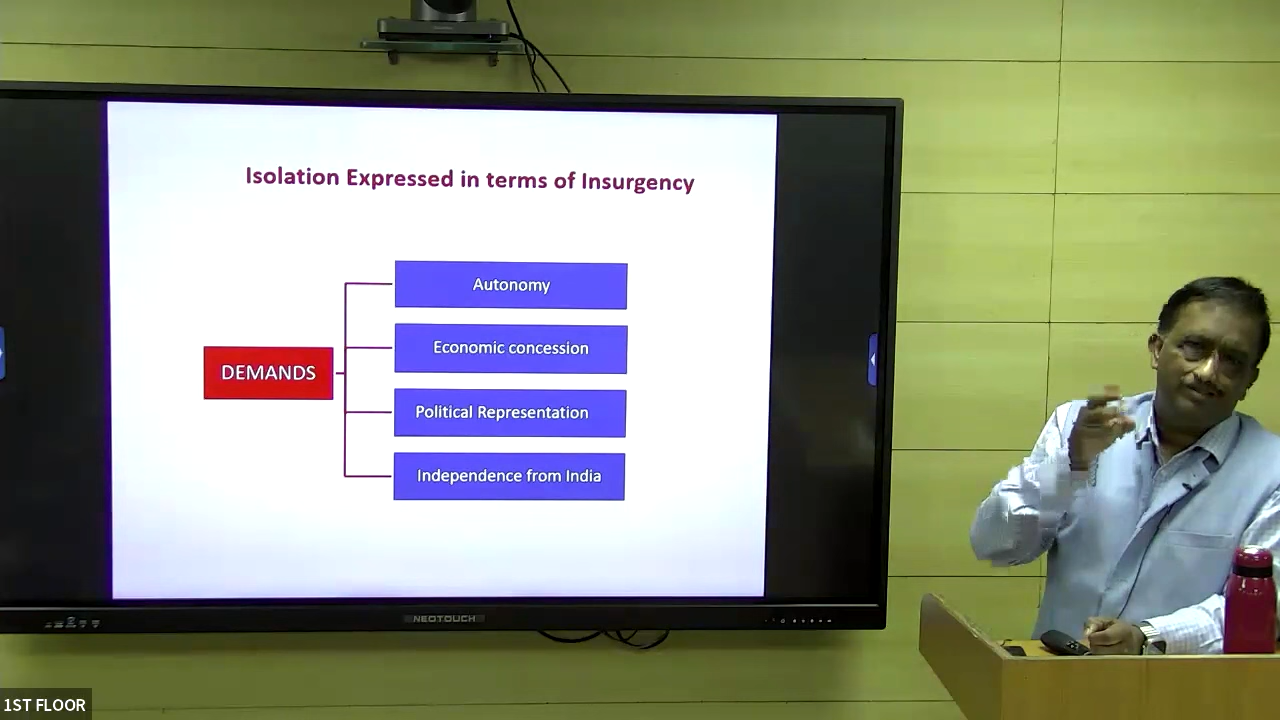 Isolation Expressed in terms of Insurgency
DEMANDS
Autonomy
Economic concession
Political Representation
Independence from India
NEOTOUCH
1ST FLOOR